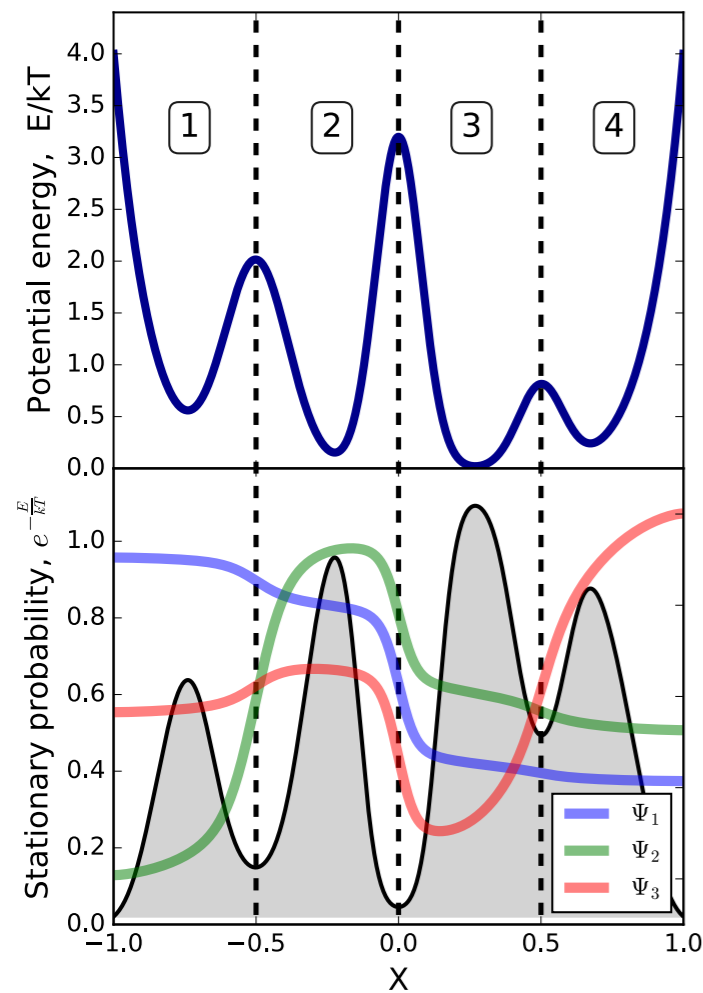 Potential energy, E/kT
4.0
3.5
3.0
2.5
2.0
1.5
1.0
0.5
0.0
1
2
3
4
Stationary probability, $e^{-\frac{E}{kT}}$
1.0
0.8
0.6
0.4
0.2
0.0
Ψ₁
Ψ₂
Ψ₃
−1.0 −0.5 0.0 0.5 1.0
X